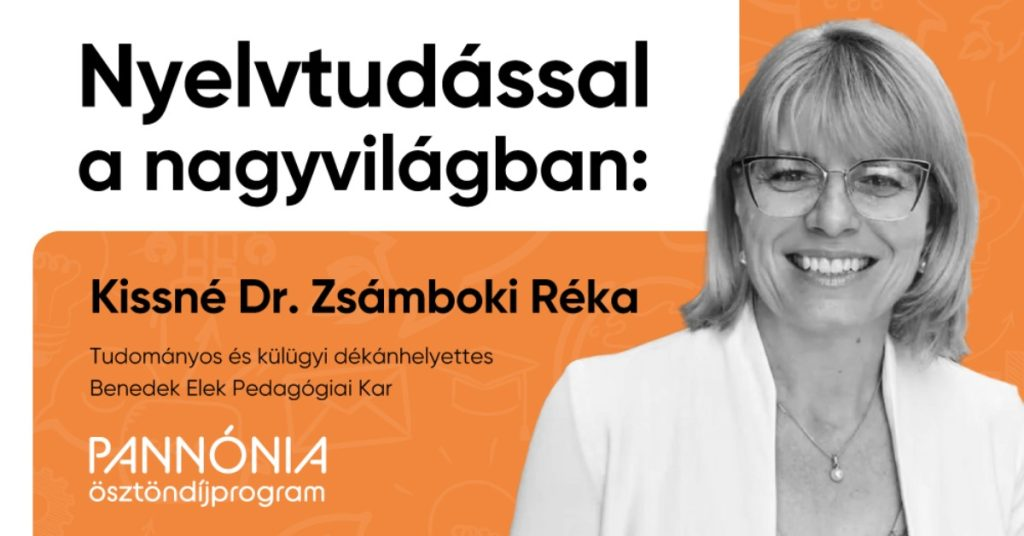 Nyelvtudással
a nagyvilágban:
Kissné Dr. Zsámboki Réka
Tudományos és külügyi dékánhelyettes
Benedek Elek Pedagógiai Kar
PANNÓNIA
ösztöndíjprogram